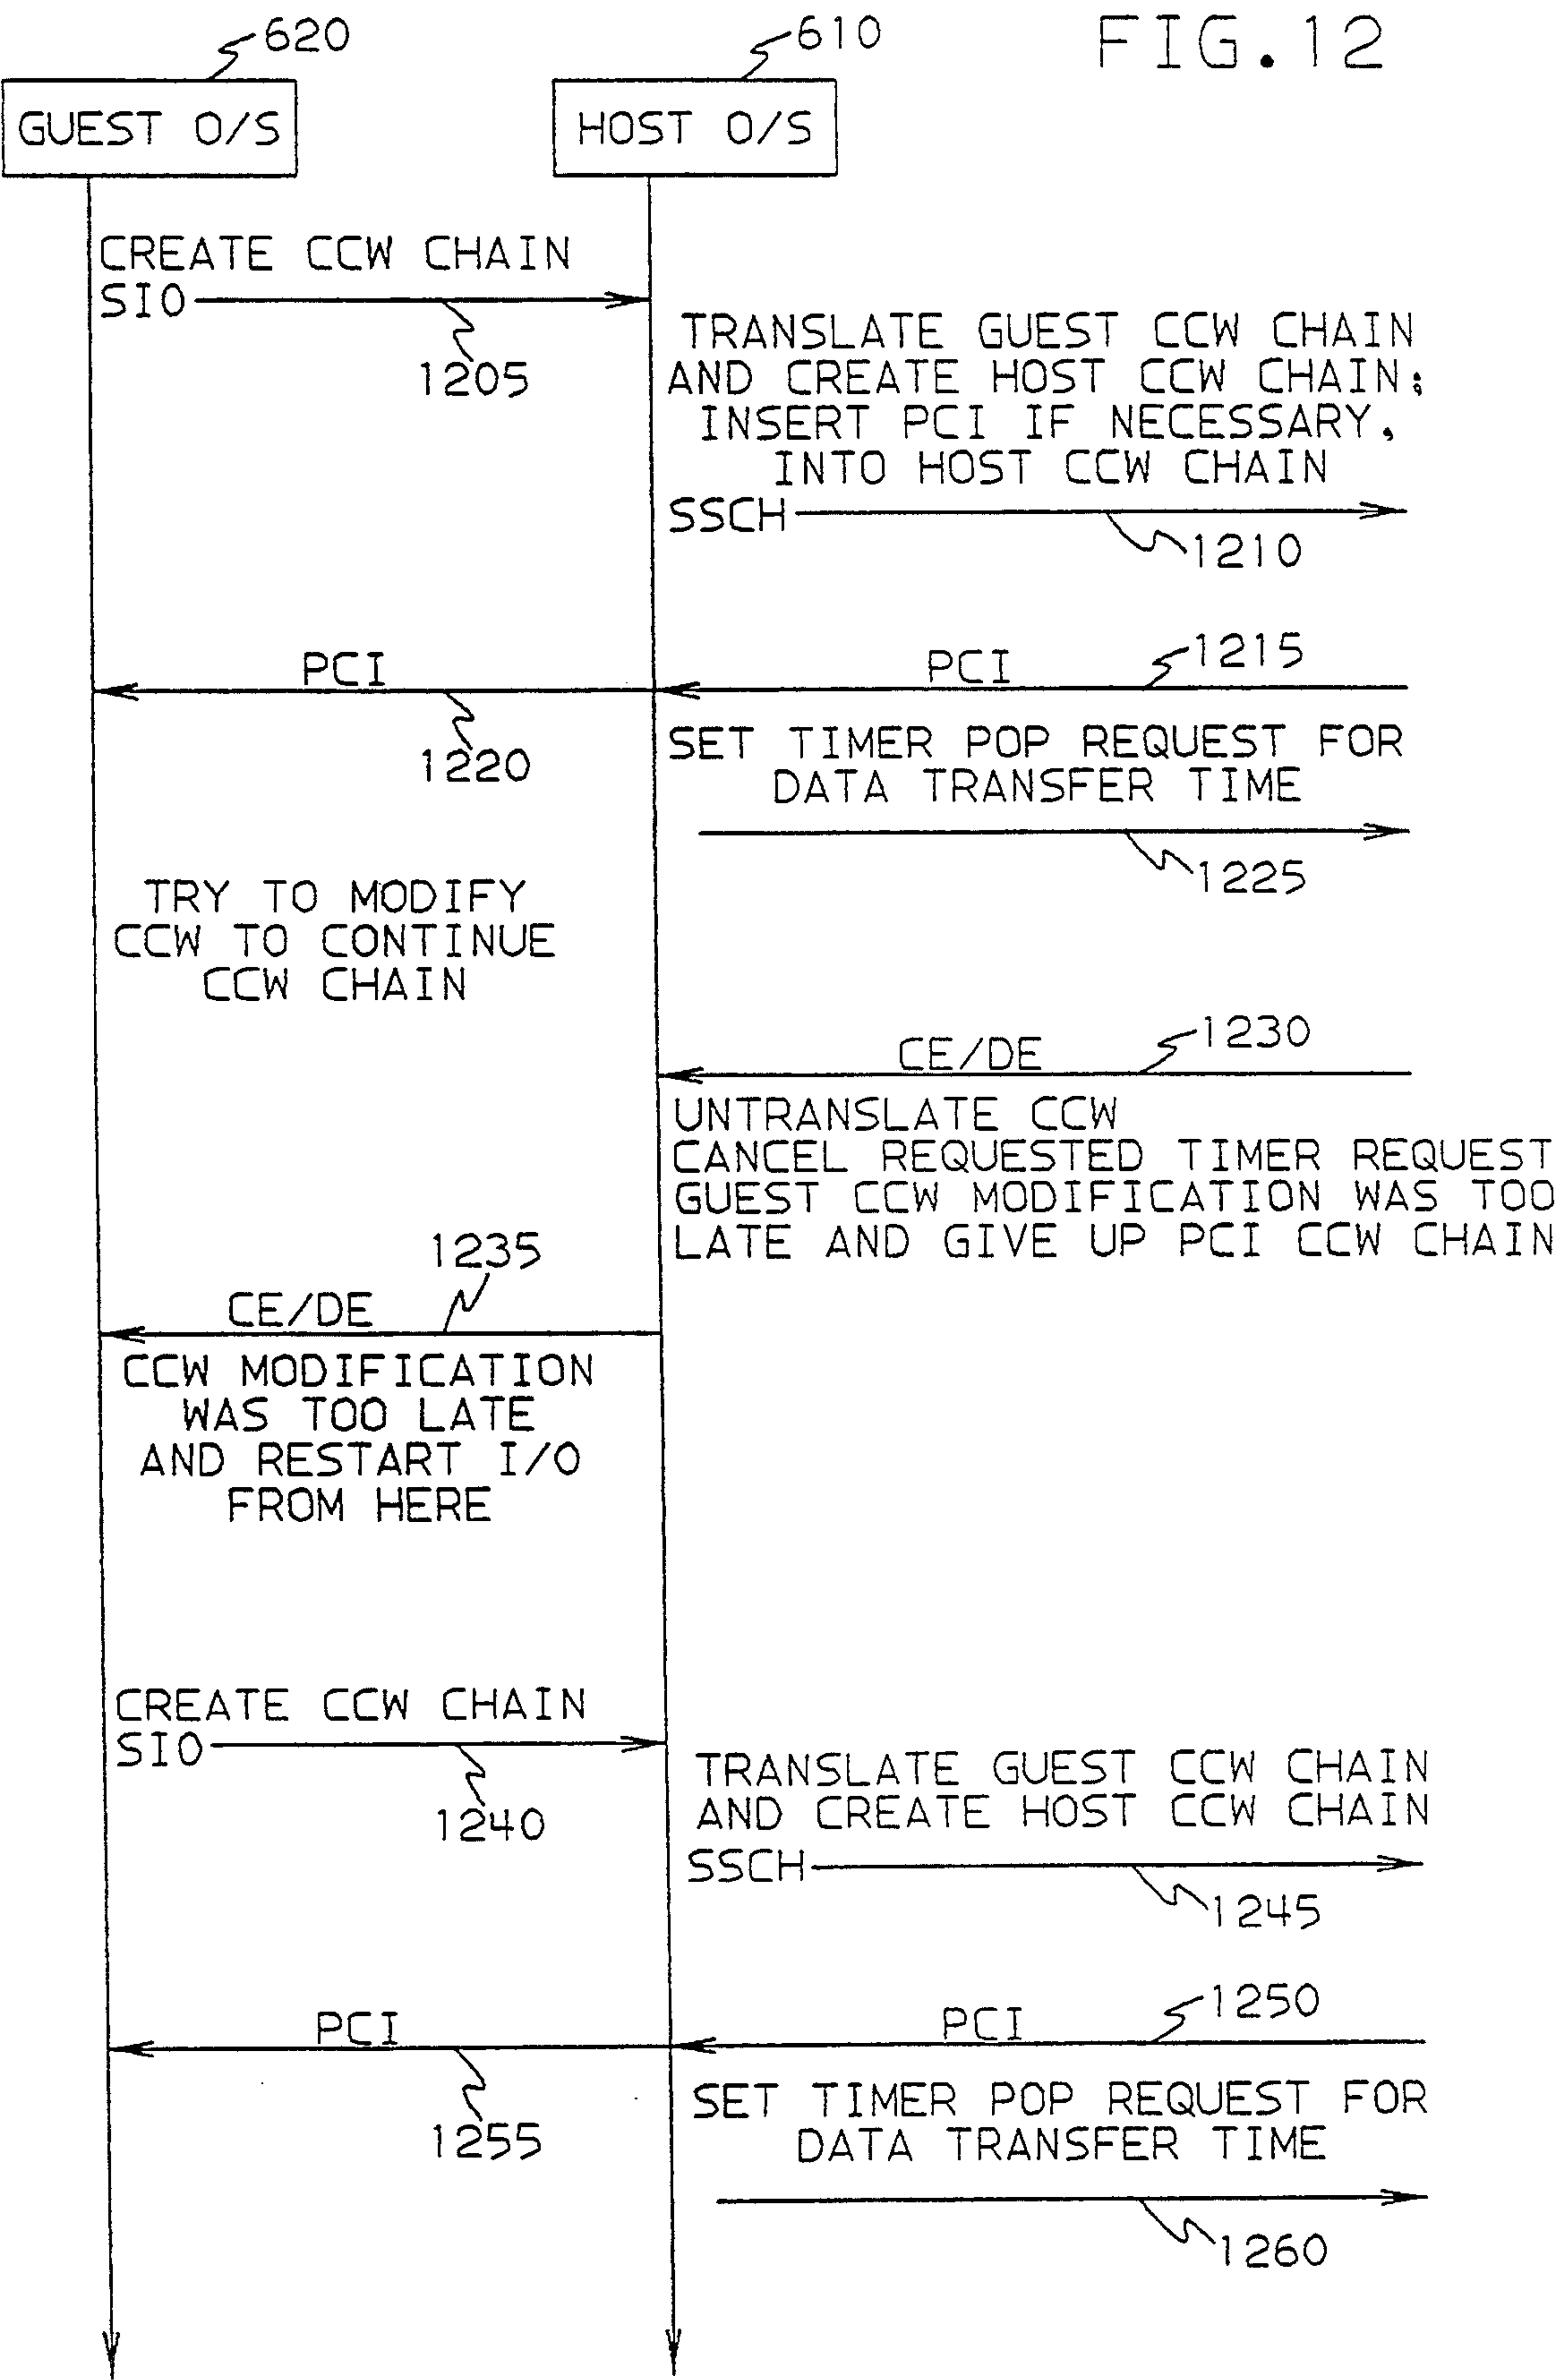 620
610
FIG.12
GUEST O/S
HOST O/S
CREATE CCW CHAIN
SIO
1205
TRANSLATE GUEST CCW CHAIN
AND CREATE HOST CCW CHAIN;
INSERT PCI IF NECESSARY,
INTO HOST CCW CHAIN
SSCH
1210
PCI
PCI
1215
1220
SET TIMER POP REQUEST FOR
DATA TRANSFER TIME
1225
TRY TO MODIFY
CCW TO CONTINUE
CCW CHAIN
CE/DE
1230
UNTRANSLATE CCW
CANCEL REQUESTED TIMER REQUEST
GUEST CCW MODIFICATION WAS TOO
LATE AND GIVE UP PCI CCW CHAIN
1235
CE/DE
CCW MODIFICATION
WAS TOO LATE
AND RESTART I/O
FROM HERE
CREATE CCW CHAIN
SIO
1240
TRANSLATE GUEST CCW CHAIN
AND CREATE HOST CCW CHAIN
SSCH
1245
PCI
PCI
1250
1255
SET TIMER POP REQUEST FOR
DATA TRANSFER TIME
1260